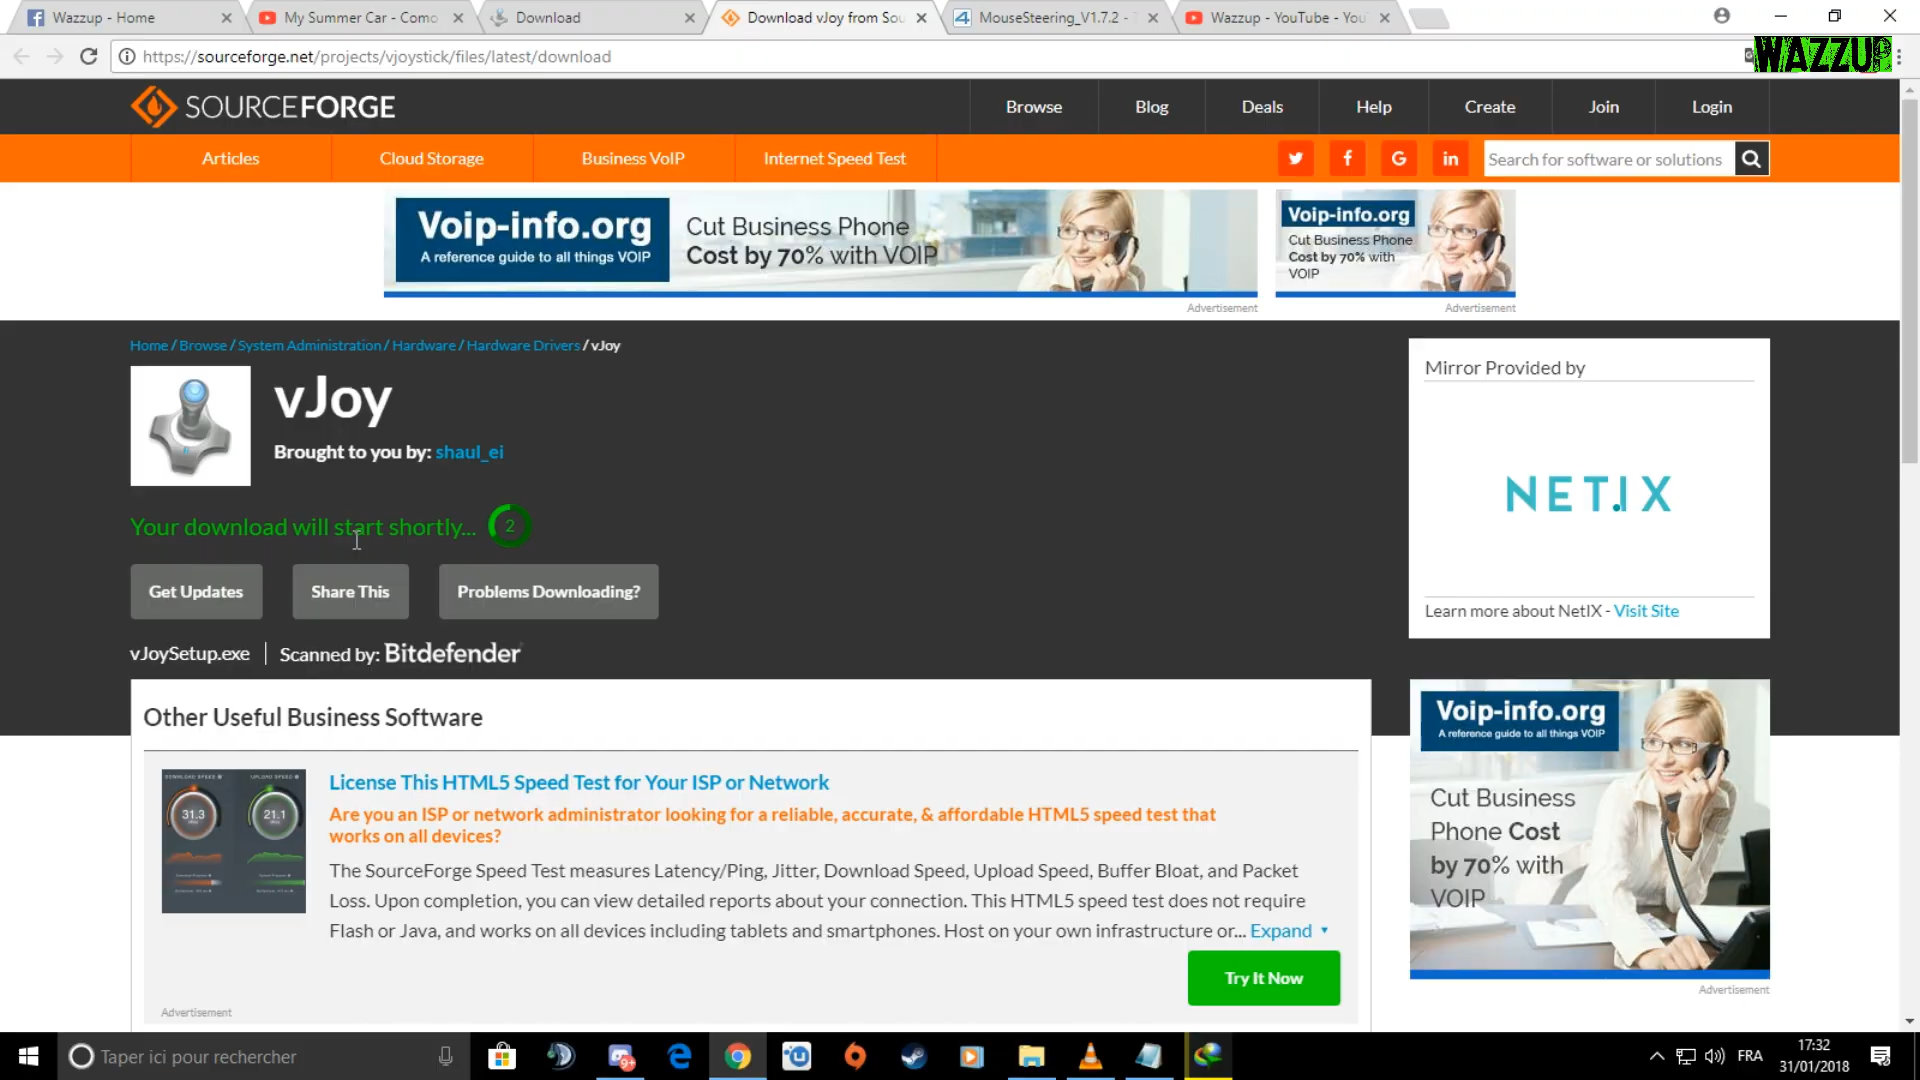 Wazzup - Home
My Summer Car - Como
Download
Download vJoy from Sou
MouseSteering_V1.7.2 -
Wazzup - YouTube - You
https://sourceforge.net/projects/vjoystick/files/latest/download
WAZZUP
SOURCEFORGE
Browse
Blog
Deals
Help
Create
Join
Login
Articles
Cloud Storage
Business VoIP
Internet Speed Test
Search for software or solutions
Voip-info.org
A reference guide to all things VOIP
Cut Business Phone
Cost by 70% with VOIP
Advertisement
Voip-info.org
Cut Business Phone
Cost by 70% with
VOIP
Advertisement
Home / Browse / System Administration / Hardware / Hardware Drivers / vJoy
vJoy
Brought to you by: shaul_ei
Your download will start shortly... 2
Get Updates
Share This
Problems Downloading?
vJoySetup.exe | Scanned by: Bitdefender
Mirror Provided by
NETIX
Learn more about NetIX - Visit Site
Other Useful Business Software
DOWNLOAD SPEED
UPLOAD SPEED
31.3
21.1
License This HTML5 Speed Test for Your ISP or Network
Are you an ISP or network administrator looking for a reliable, accurate, & affordable HTML5 speed test that
works on all devices?
The SourceForge Speed Test measures Latency/Ping, Jitter, Download Speed, Upload Speed, Buffer Bloat, and Packet
Loss. Upon completion, you can view detailed reports about your connection. This HTML5 speed test does not require
Flash or Java, and works on all devices including tablets and smartphones. Host on your own infrastructure or... Expand
Try It Now
Advertisement
Voip-info.org
A reference guide to all things VOIP
Cut Business
Phone Cost
by 70% with
VOIP
Advertisement
Taper ici pour rechercher
9+
FRA
17:32
31/01/2018